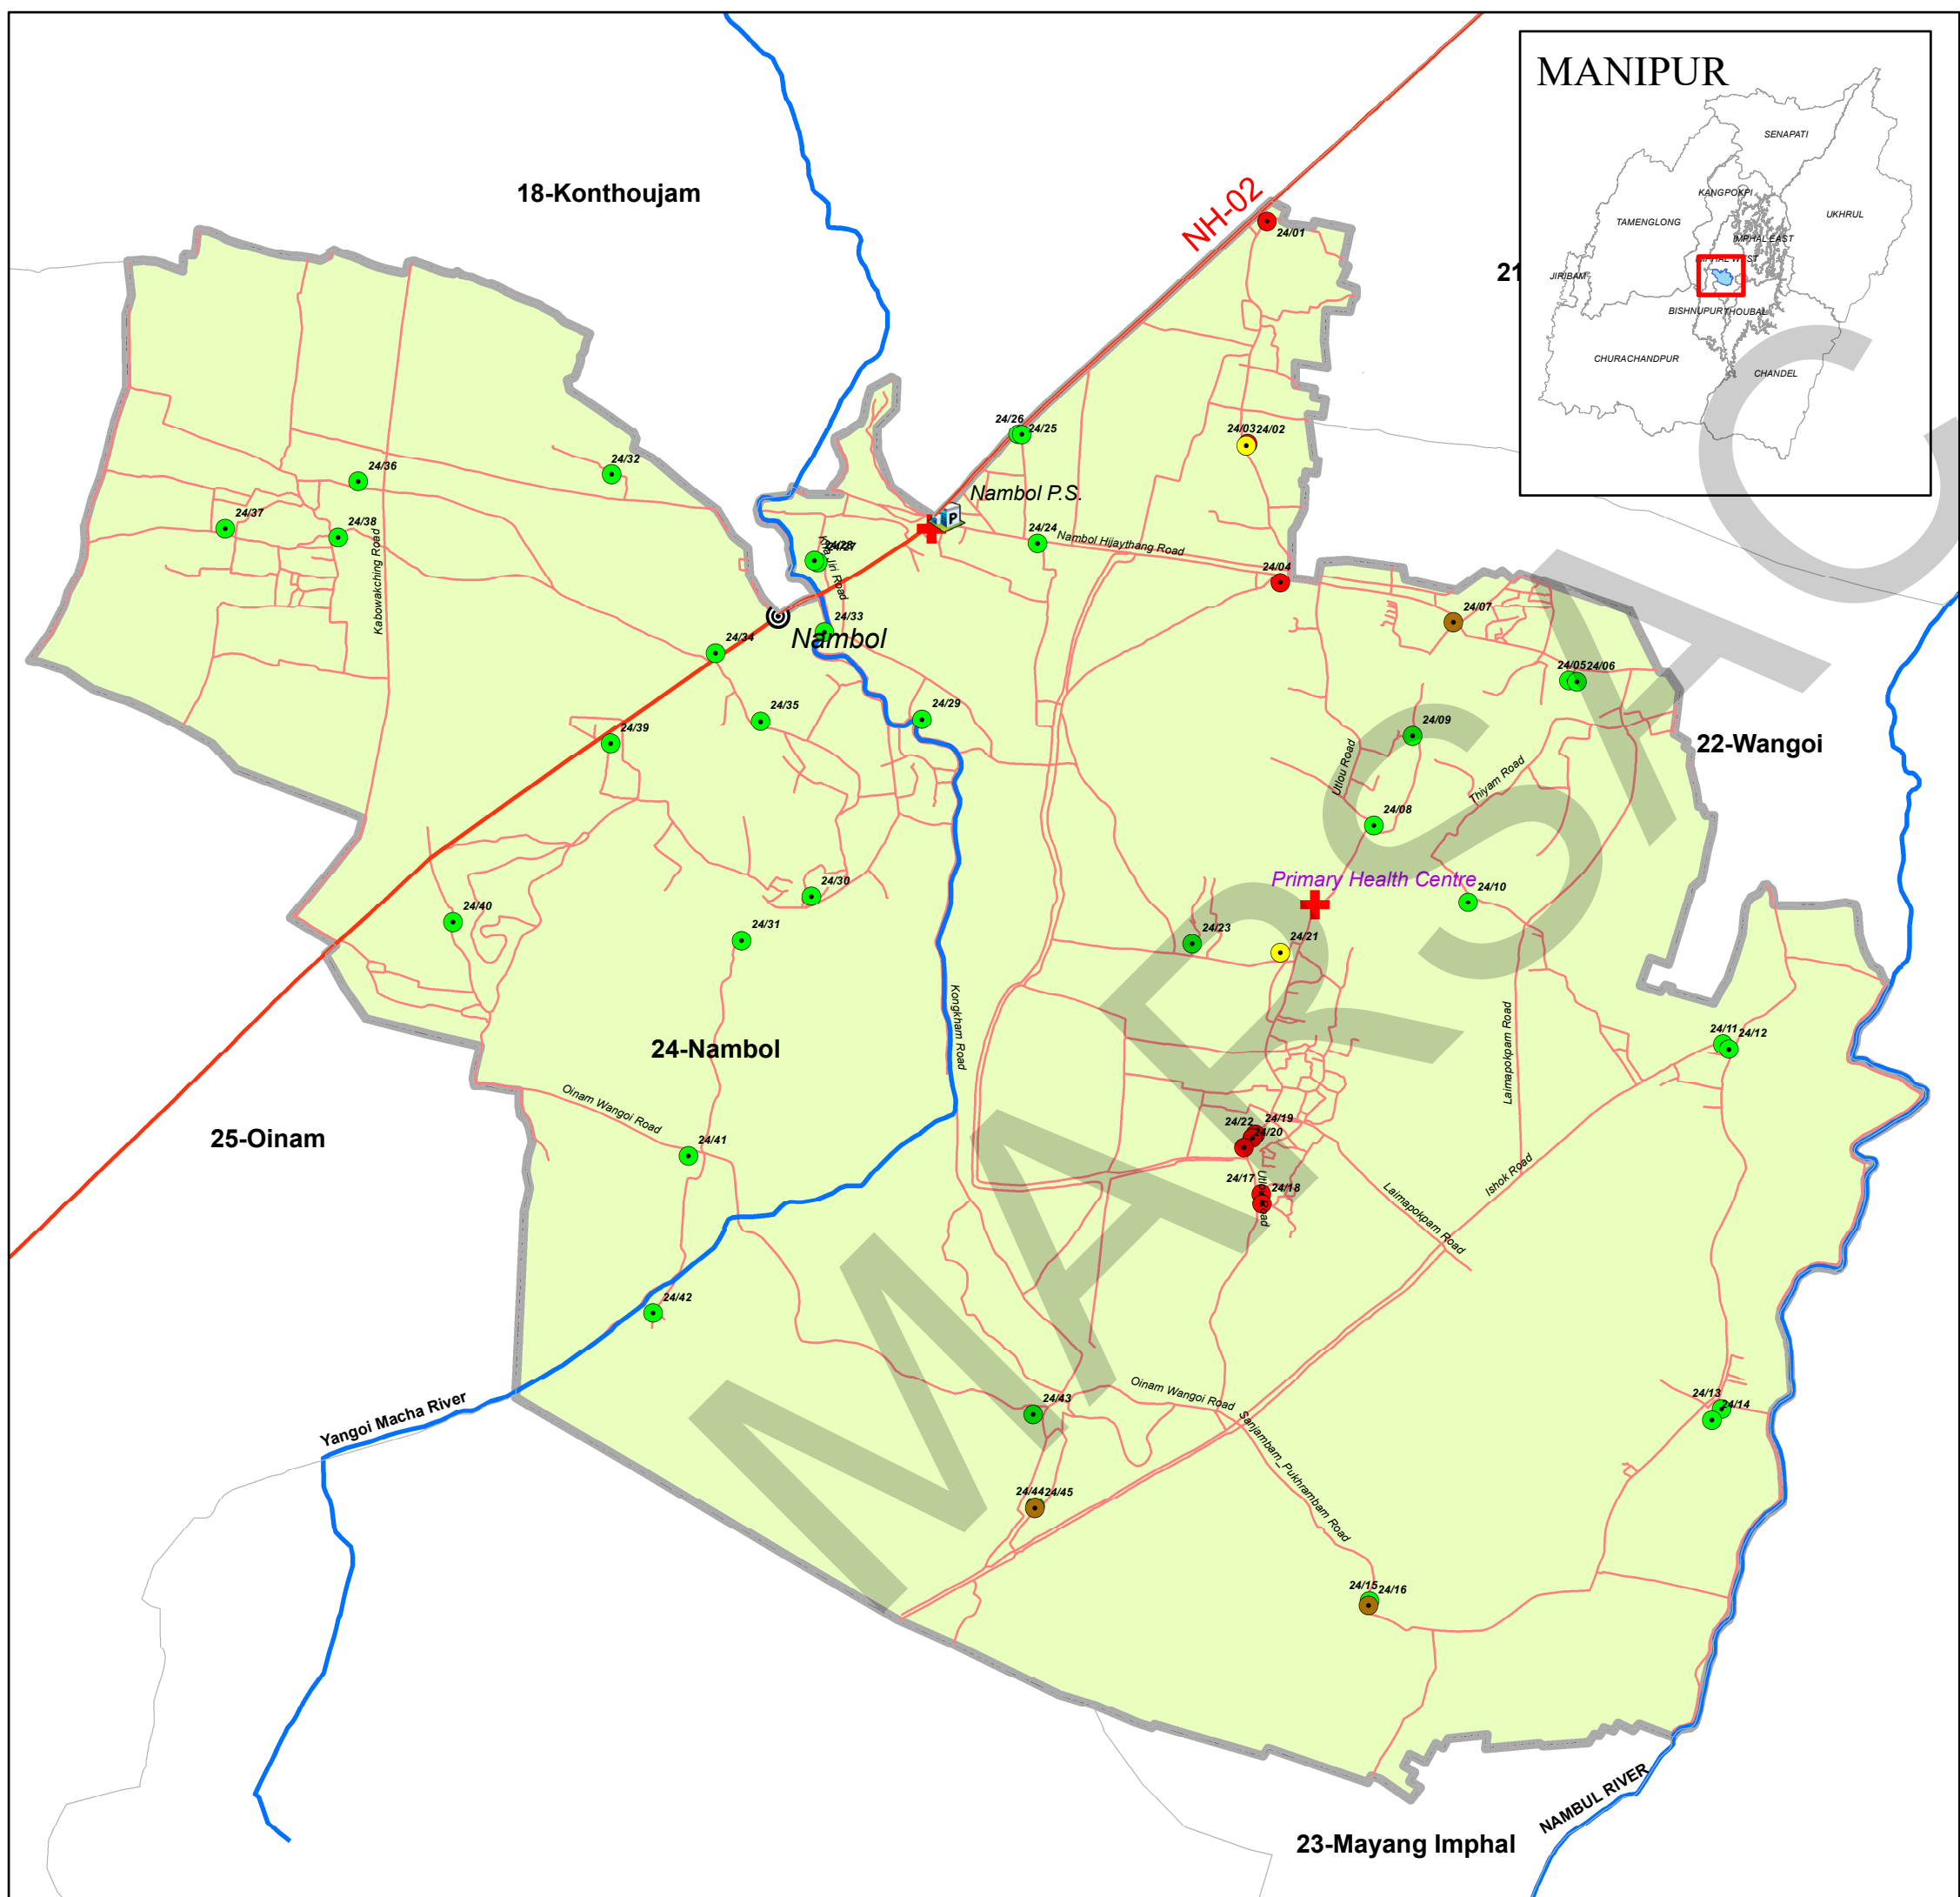 MANIPUR
SENAPATI
KANGPOKPI
TAMENGLONG
UKHRUL
IMPHAL EAST
IMPHAL WEST
JIRIBAM
BISHNUPUR
THOUBAL
CHURACHANDPUR
CHANDEL
18-Konthoujam
NH-02
24/01
21
24/26
24/25
24/03
24/02
24/32
24/36
Nambol P.S.
24/37
24/38
24/24
Nambol Hijaythang Road
Kabowakching Road
24/04
24/07
24/33
Nambol
24/34
24/05
24/06
24/35
24/29
24/09
24/39
22-Wangoi
Utlou Road
Thiyam Road
24/08
Primary Health Centre
24/30
24/10
24/40
24/31
24/23
24/21
Kongkham Road
Laimapokpam Road
24/11
24/12
24-Nambol
Oinam Wangoi Road
25-Oinam
24/41
24/22
24/19
24/20
24/17
24/18
Utlou Road
Laimapokpam Road
Ishok Road
24/42
Yangoi Macha River
24/43
Oinam Wangoi Road
Sanjambam_Pukhrambam Road
24/13
24/14
24/44
24/45
24/15
24/16
NAMBUL RIVER
23-Mayang Imphal
MARSAC